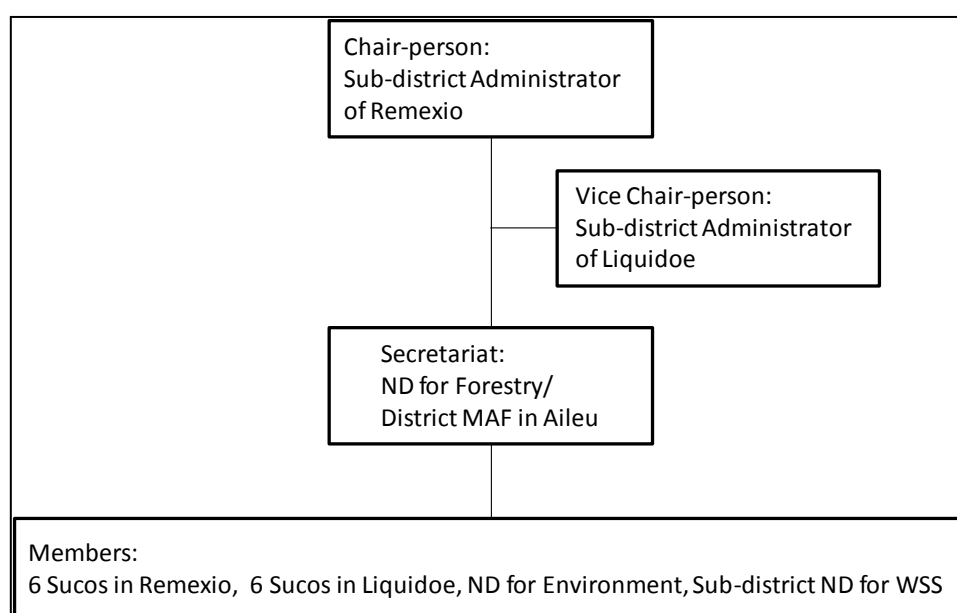 Chair-person:
Sub-district Administrator
of Remexio
Vice Chair-person:
Sub-district Administrator
of Liquidoe
Secretariat:
ND for Forestry/
District MAF in Aileu
Members:
6 Sucos in Remexio, 6 Sucos in Liquidoe, ND for Environment, Sub-district ND for WSS